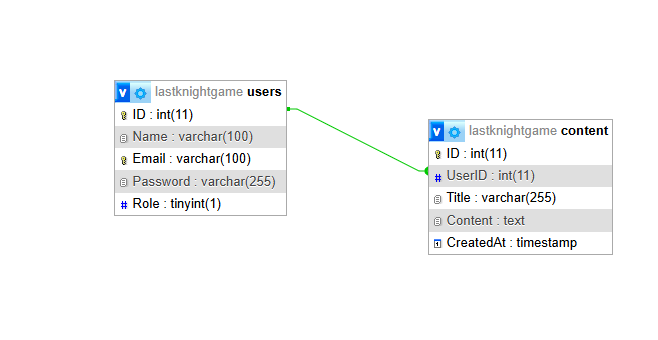 v lastknightgame users
ID : int(11)
Name : varchar(100)
Email : varchar(100)
Password : varchar(255)
# Role : tinyint(1)
v lastknightgame content
ID : int(11)
# UserID : int(11)
Title : varchar(255)
Content : text
CreatedAt : timestamp